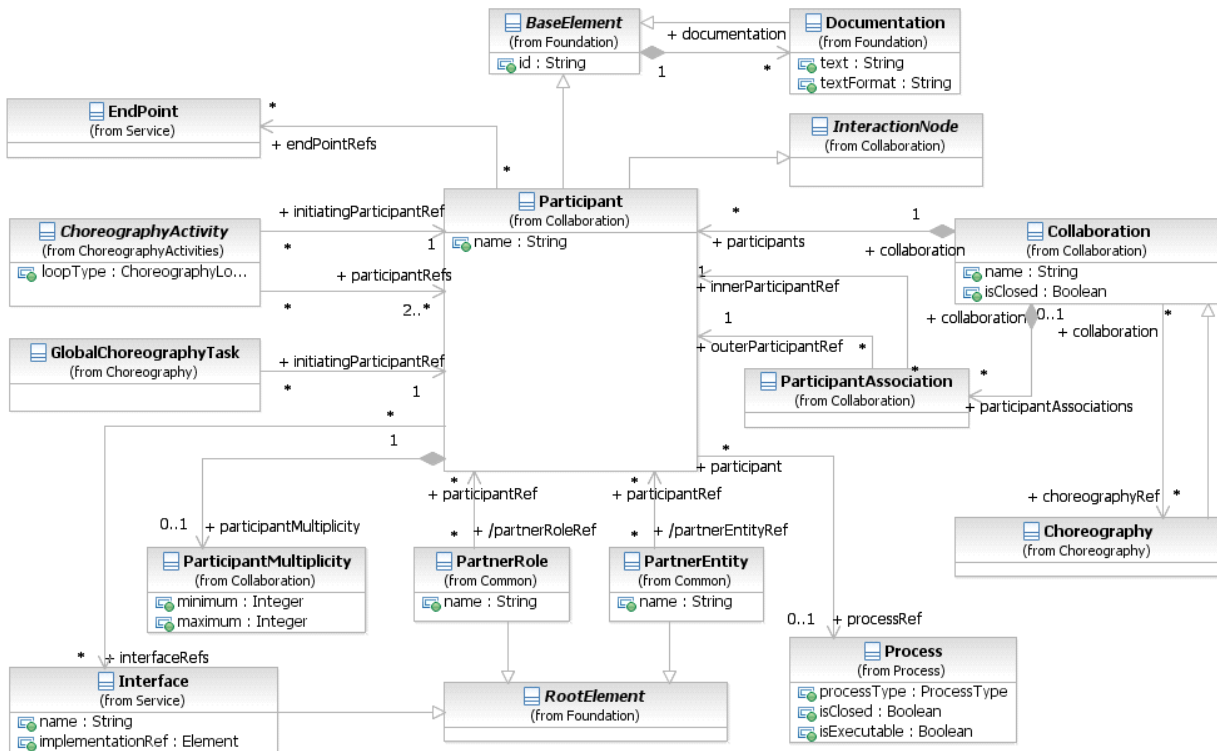 BaseElement
(from Foundation)
id : String
+ documentation
1
*
Documentation
(from Foundation)
text : String
textFormat : String
EndPoint
(from Service)
*
+ endPointRefs
*
InteractionNode
(from Collaboration)
Participant
(from Collaboration)
name : String
ChoreographyActivity
(from ChoreographyActivities)
loopType : ChoreographyLo...
+ initiatingParticipantRef
*
1
+ participantRefs
*
2..*
*
+ participants
1
+ collaboration
Collaboration
(from Collaboration)
name : String
isClosed : Boolean
1
+ innerParticipantRef
*
1
+ outerParticipantRef
*
+ collaboration
0..1
*
+ participantAssociations
+ collaboration
*
GlobalChoreographyTask
(from Choreography)
+ initiatingParticipantRef
*
1
ParticipantAssociation
(from Collaboration)
*
1
*
+ participantRef
*
+ participantRef
*
+ participant
+ choreographyRef
*
Choreography
(from Choreography)
0..1
+ participantMultiplicity
*
+ /partnerRoleRef
*
+ /partnerEntityRef
ParticipantMultiplicity
(from Collaboration)
minimum : Integer
maximum : Integer
PartnerRole
(from Common)
name : String
PartnerEntity
(from Common)
name : String
0..1
+ processRef
*
+ interfaceRefs
Interface
(from Service)
name : String
implementationRef : Element
RootElement
(from Foundation)
Process
(from Process)
processType : ProcessType
isClosed : Boolean
isExecutable : Boolean